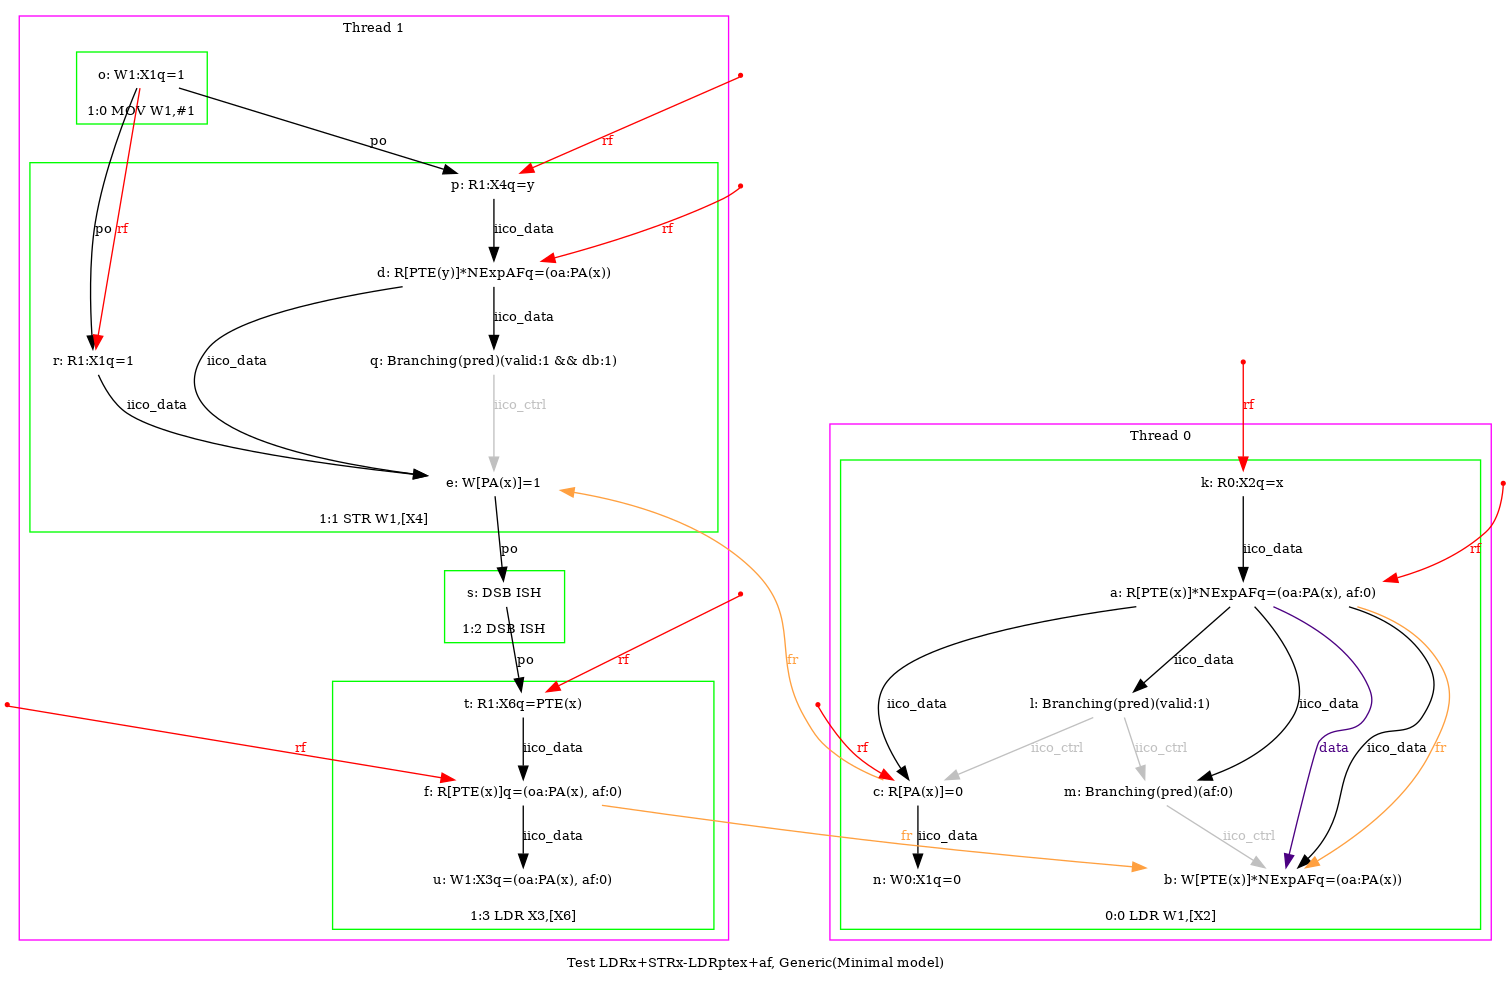 Thread 1
o: W1:X1q=1
1:0 MOV W1,#1
po
rf
p: R1:X4q=y
po
rf
iico_data
rf
d: R[PTE(y)]*NExpAFq=(oa:PA(x))
iico_data
r: R1:X1q=1
iico_data
q: Branching(pred)(valid:1 && db:1)
iico_data
iico_ctrl
e: W[PA(x)]=1
1:1 STR W1,[X4]
po
s: DSB ISH
1:2 DSB ISH
po
rf
t: R1:X6q=PTE(x)
rf
iico_data
f: R[PTE(x)]q=(oa:PA(x), af:0)
iico_data
fr
u: W1:X3q=(oa:PA(x), af:0)
1:3 LDR X3,[X6]
rf
Thread 0
k: R0:X2q=x
iico_data
rf
a: R[PTE(x)]*NExpAFq=(oa:PA(x), af:0)
fr
iico_data
iico_data
l: Branching(pred)(valid:1)
iico_data
rf
iico_ctrl
iico_ctrl
data
iico_data
fr
c: R[PA(x)]=0
m: Branching(pred)(af:0)
iico_data
iico_ctrl
n: W0:X1q=0
b: W[PTE(x)]*NExpAFq=(oa:PA(x))
0:0 LDR W1,[X2]
Test LDRx+STRx-LDRptex+af, Generic(Minimal model)